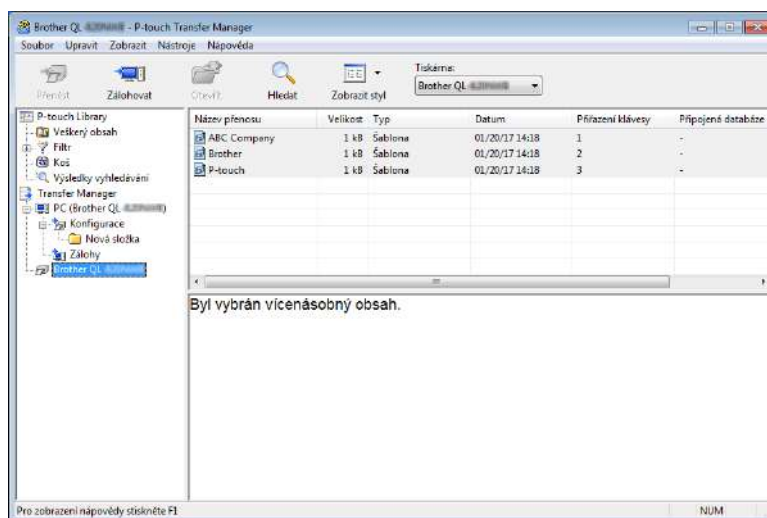 Brother QL - P-touch Transfer Manager
Soubor Upravit Zobrazit Nástroje Nápověda
Přenést Zálohovat Otevřít Hledat Zobrazit styl
Tiskárna:
Brother QL
P-touch Library
Veškerý obsah
Filtr
Koš
Výsledky vyhledávání
Transfer Manager
PC (Brother QL )
Konfigurace
Nová složka
Zálohy
Brother QL
Název přenosu Velikost Typ Datum Přiřazení klávesy Připojená databáze
ABC Company 1 kB Šablona 01/20/17 14:18 1 -
Brother 1 kB Šablona 01/20/17 14:18 2 -
P-touch 1 kB Šablona 01/20/17 14:18 3 -
Byl vybrán vícenásobný obsah.
Pro zobrazení nápovědy stiskněte F1
NUM